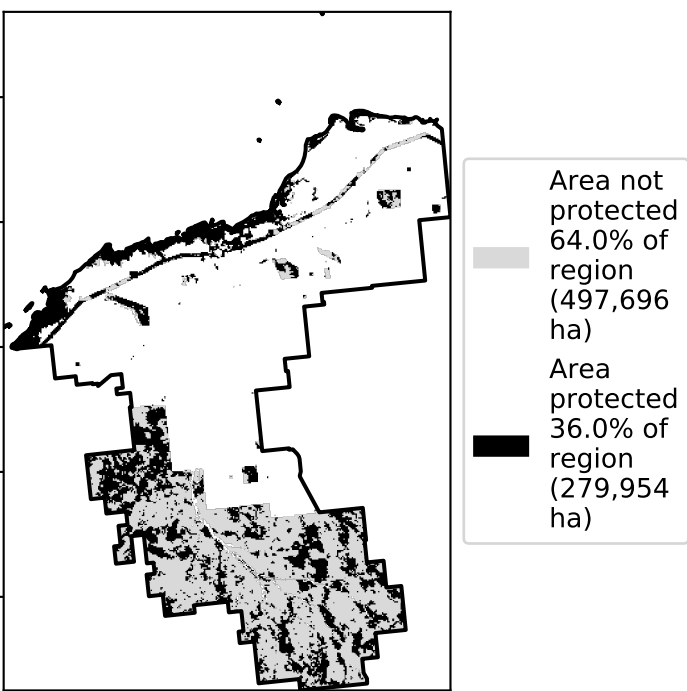 Area not
protected
64.0% of
region
(497,696
ha)
Area
protected
36.0% of
region
(279,954
ha)